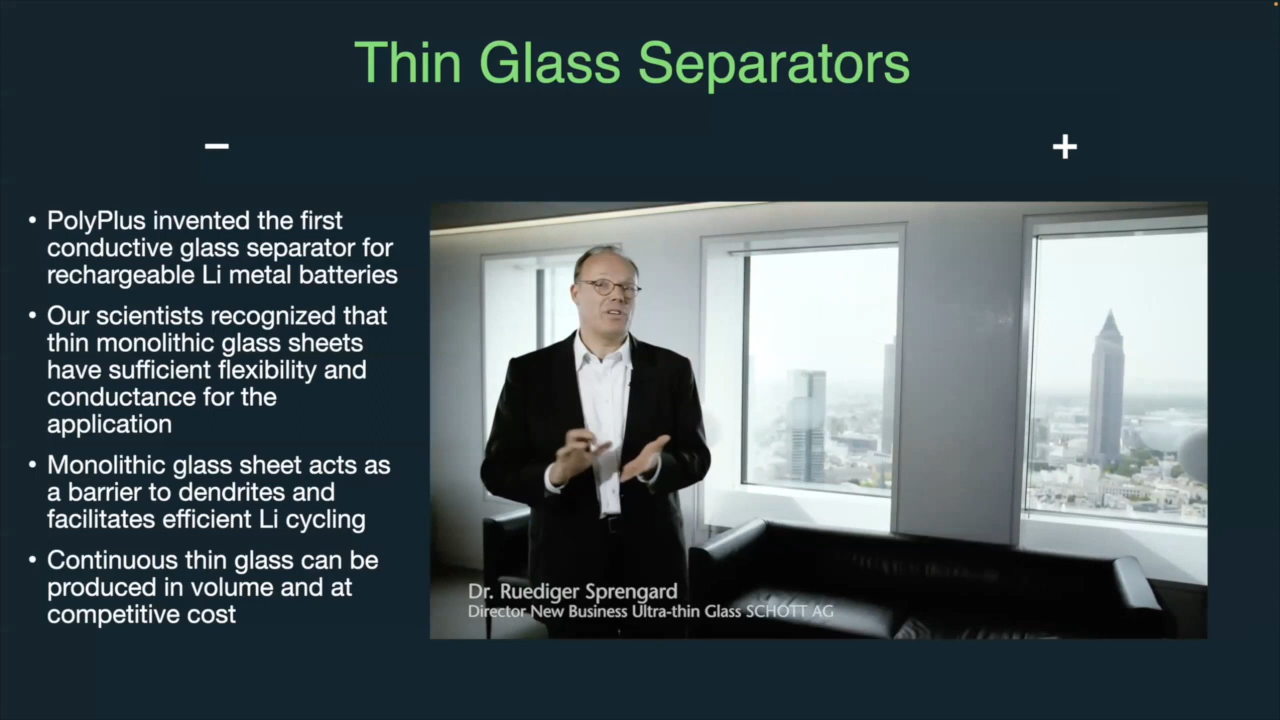 Thin Glass Separators
− +
• PolyPlus invented the first
conductive glass separator for
rechargeable Li metal batteries
• Our scientists recognized that
thin monolithic glass sheets
have sufficient flexibility and
conductance for the
application
• Monolithic glass sheet acts as
a barrier to dendrites and
facilitates efficient Li cycling
• Continuous thin glass can be
produced in volume and at
competitive cost
Dr. Ruediger Sprengard
Director New Business Ultra-thin Glass SCHOTT AG